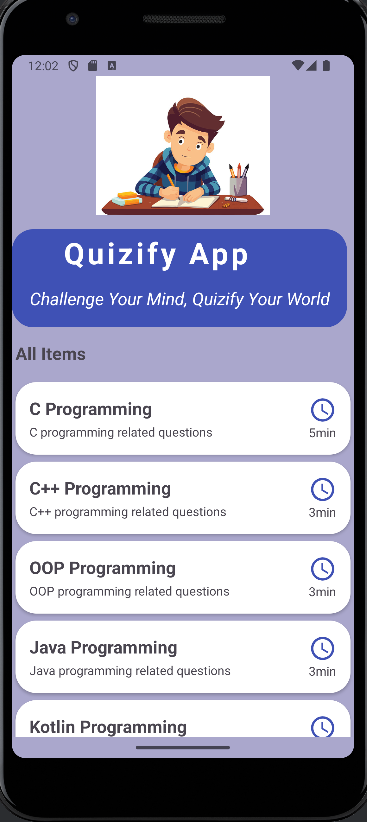 12:02
Quizify App
Challenge Your Mind, Quizify Your World
All Items
C Programming
C programming related questions
5min
C++ Programming
C++ programming related questions
3min
OOP Programming
OOP programming related questions
3min
Java Programming
Java programming related questions
3min
Kotlin Programming